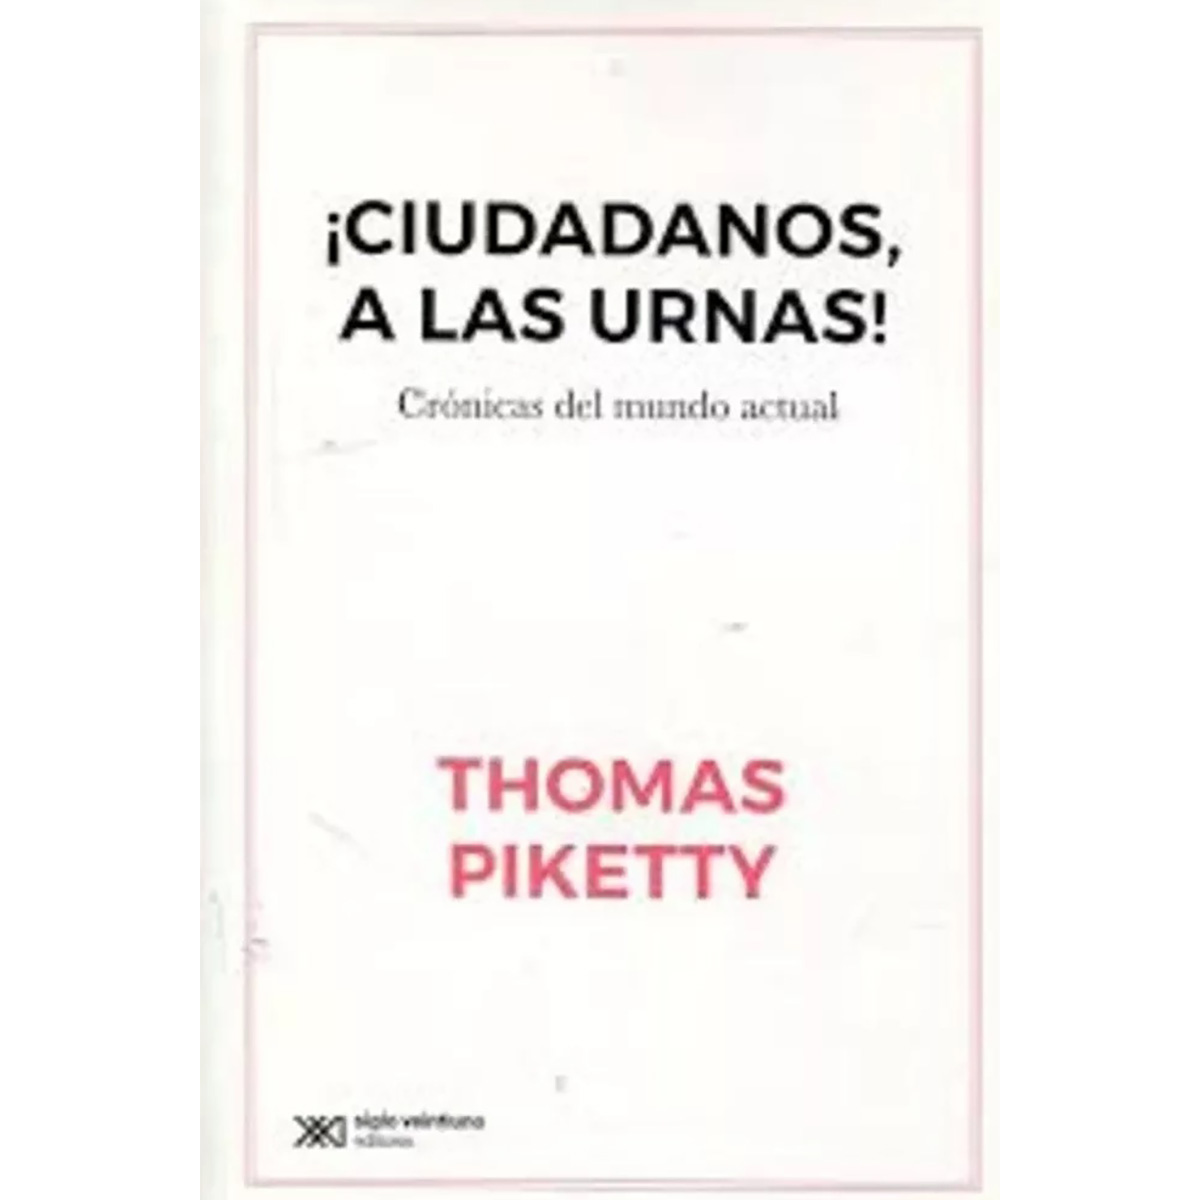 ¡CIUDADANOS,
A LAS URNAS!
Crónicas del mundo actual
THOMAS
PIKETTY
siglo veintiuno
editores